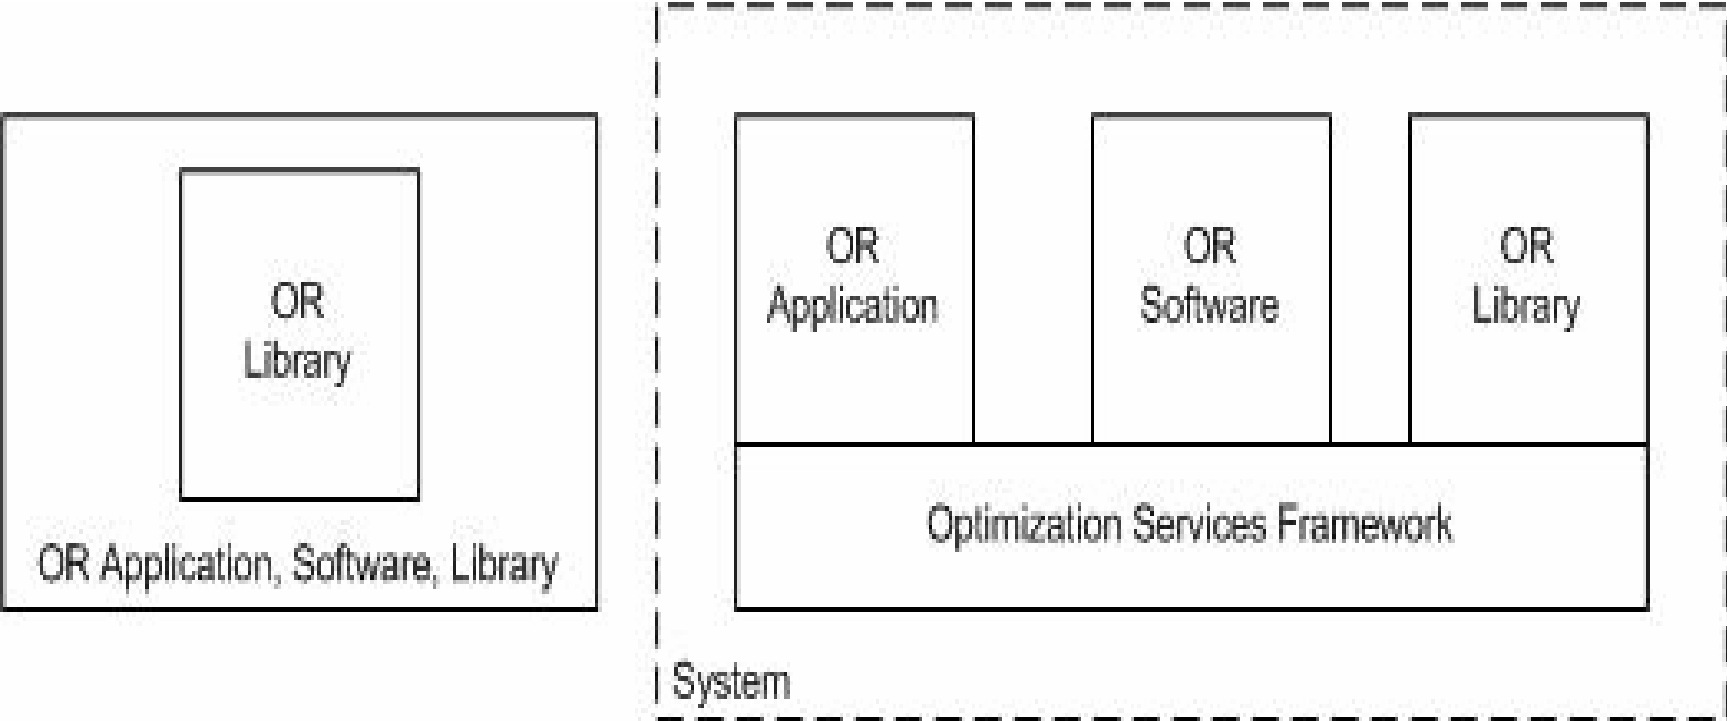 OR
Library
OR Application, Software, Library
OR
Application
OR
Software
OR
Library
Optimization Services Framework
System